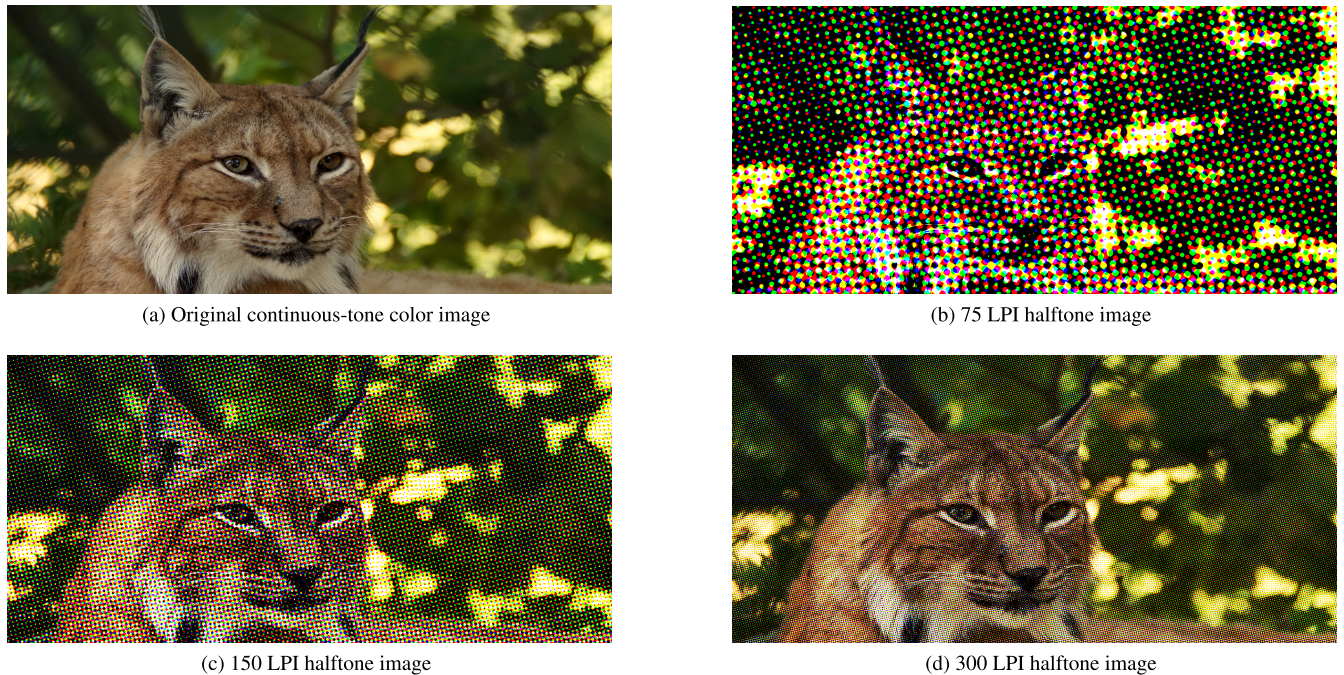 (a) Original continuous-tone color image
(b) 75 LPI halftone image
(c) 150 LPI halftone image
(d) 300 LPI halftone image